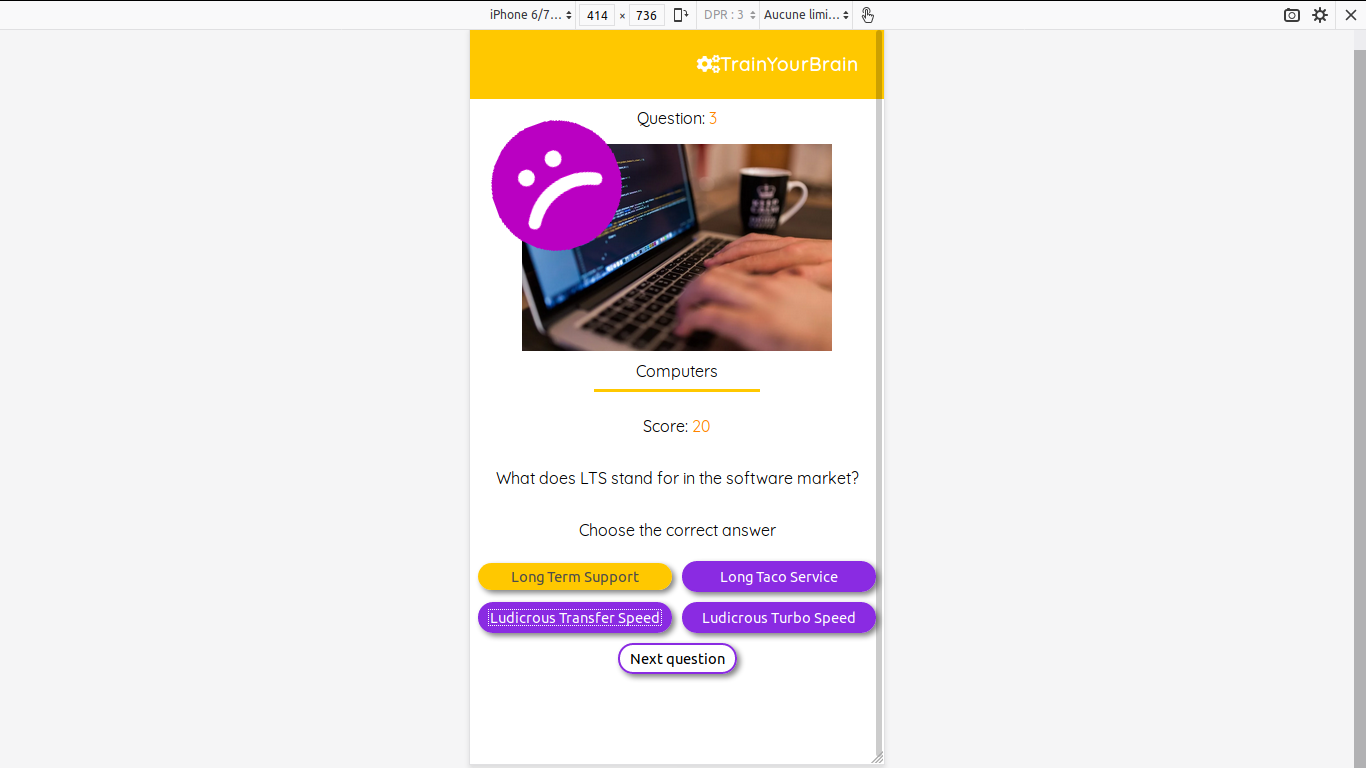 iPhone 6/7... 414 × 736 DPR : 3 Aucune limi...
TrainYourBrain
Question: 3
KEEP
CALM
Computers
Score: 20
What does LTS stand for in the software market?
Choose the correct answer
Long Term Support Long Taco Service
Ludicrous Transfer Speed Ludicrous Turbo Speed
Next question